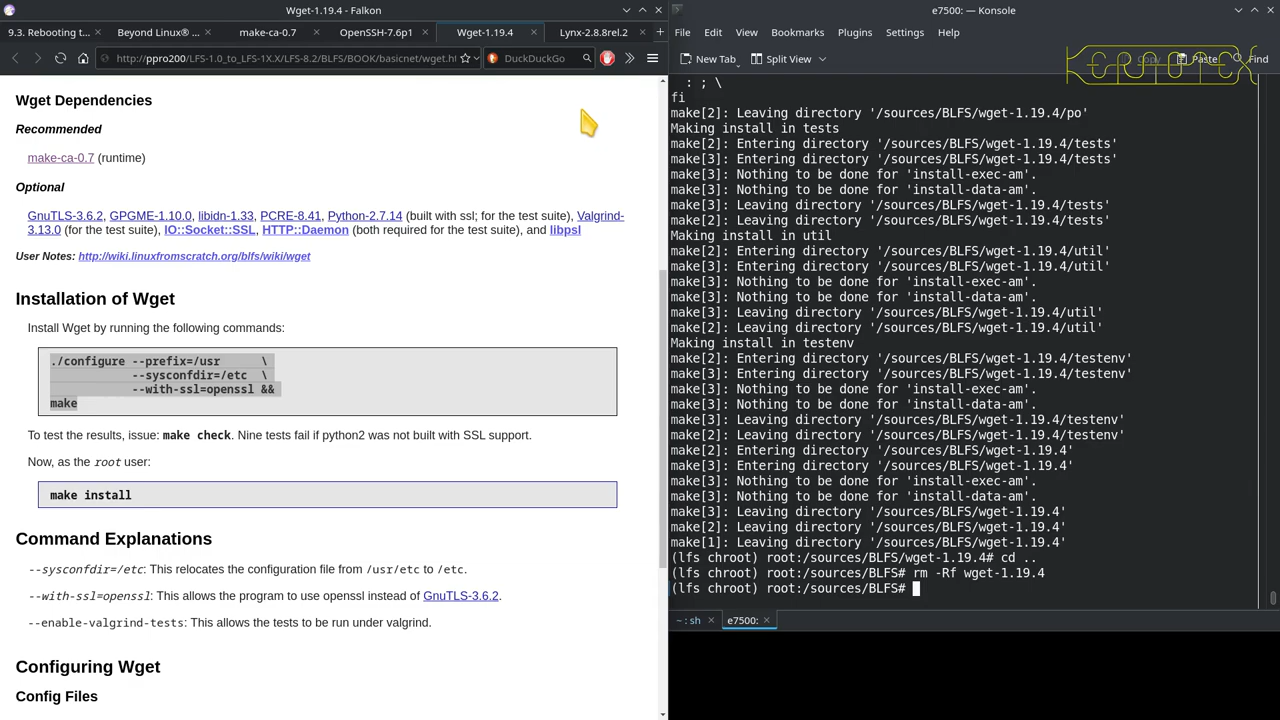 Wget-1.19.4 - Falkon
9.3. Rebooting t...
Beyond Linux® ...
make-ca-0.7
OpenSSH-7.6p1
Wget-1.19.4
Lynx-2.8.8rel.2
http://ppro200/LFS-1.0_to_LFS-1X.X/LFS-8.2/BLFS/BOOK/basicnet/wget.h
DuckDuckGo
Wget Dependencies
Recommended
make-ca-0.7 (runtime)
Optional
GnuTLS-3.6.2, GPGME-1.10.0, libidn-1.33, PCRE-8.41, Python-2.7.14 (built with ssl; for the test suite), Valgrind-
3.13.0 (for the test suite), IO::Socket::SSL, HTTP::Daemon (both required for the test suite), and libpsl
User Notes: http://wiki.linuxfromscratch.org/blfs/wiki/wget
Installation of Wget
Install Wget by running the following commands:
./configure --prefix=/usr      \
            --sysconfdir=/etc  \
            --with-ssl=openssl &&
make
To test the results, issue: make check. Nine tests fail if python2 was not built with SSL support.
Now, as the root user:
make install
Command Explanations
--sysconfdir=/etc: This relocates the configuration file from /usr/etc to /etc.
--with-ssl=openssl: This allows the program to use openssl instead of GnuTLS-3.6.2.
--enable-valgrind-tests: This allows the tests to be run under valgrind.
Configuring Wget
Config Files
e7500: — Konsole
File Edit View Bookmarks Plugins Settings Help
New Tab Split View Copy Paste Find
: ; \
fi
make[2]: Leaving directory '/sources/BLFS/wget-1.19.4/po'
Making install in tests
make[2]: Entering directory '/sources/BLFS/wget-1.19.4/tests'
make[3]: Entering directory '/sources/BLFS/wget-1.19.4/tests'
make[3]: Nothing to be done for 'install-exec-am'.
make[3]: Nothing to be done for 'install-data-am'.
make[3]: Leaving directory '/sources/BLFS/wget-1.19.4/tests'
make[2]: Leaving directory '/sources/BLFS/wget-1.19.4/tests'
Making install in util
make[2]: Entering directory '/sources/BLFS/wget-1.19.4/util'
make[3]: Entering directory '/sources/BLFS/wget-1.19.4/util'
make[3]: Nothing to be done for 'install-exec-am'.
make[3]: Nothing to be done for 'install-data-am'.
make[3]: Leaving directory '/sources/BLFS/wget-1.19.4/util'
make[2]: Leaving directory '/sources/BLFS/wget-1.19.4/util'
Making install in testenv
make[2]: Entering directory '/sources/BLFS/wget-1.19.4/testenv'
make[3]: Entering directory '/sources/BLFS/wget-1.19.4/testenv'
make[3]: Nothing to be done for 'install-exec-am'.
make[3]: Nothing to be done for 'install-data-am'.
make[3]: Leaving directory '/sources/BLFS/wget-1.19.4/testenv'
make[2]: Leaving directory '/sources/BLFS/wget-1.19.4/testenv'
make[2]: Entering directory '/sources/BLFS/wget-1.19.4'
make[3]: Entering directory '/sources/BLFS/wget-1.19.4'
make[3]: Nothing to be done for 'install-exec-am'.
make[3]: Nothing to be done for 'install-data-am'.
make[3]: Leaving directory '/sources/BLFS/wget-1.19.4'
make[2]: Leaving directory '/sources/BLFS/wget-1.19.4'
make[1]: Leaving directory '/sources/BLFS/wget-1.19.4'
(lfs chroot) root:/sources/BLFS/wget-1.19.4# cd ..
(lfs chroot) root:/sources/BLFS# rm -Rf wget-1.19.4
(lfs chroot) root:/sources/BLFS#
~ : sh
e7500: